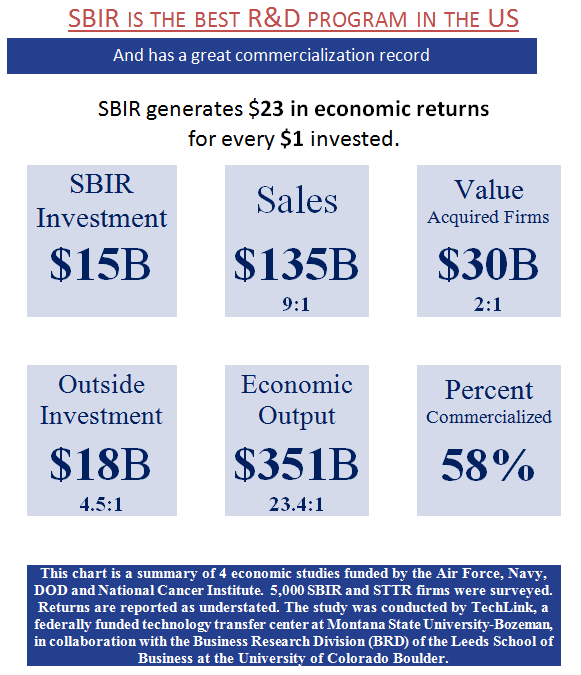 SBIR IS THE BEST R&D PROGRAM IN THE US
And has a great commercialization record
SBIR generates $23 in economic returns
for every $1 invested.
SBIR
Investment
$15B
Sales
$135B
9:1
Value
Acquired Firms
$30B
2:1
Outside
Investment
$18B
4.5:1
Economic
Output
$351B
23.4:1
Percent
Commercialized
58%
This chart is a summary of 4 economic studies funded by the Air Force, Navy,
DOD and National Cancer Institute. 5,000 SBIR and STTR firms were surveyed.
Returns are reported as understated. The study was conducted by TechLink, a
federally funded technology transfer center at Montana State University-Bozeman,
in collaboration with the Business Research Division (BRD) of the Leeds School of
Business at the University of Colorado Boulder.